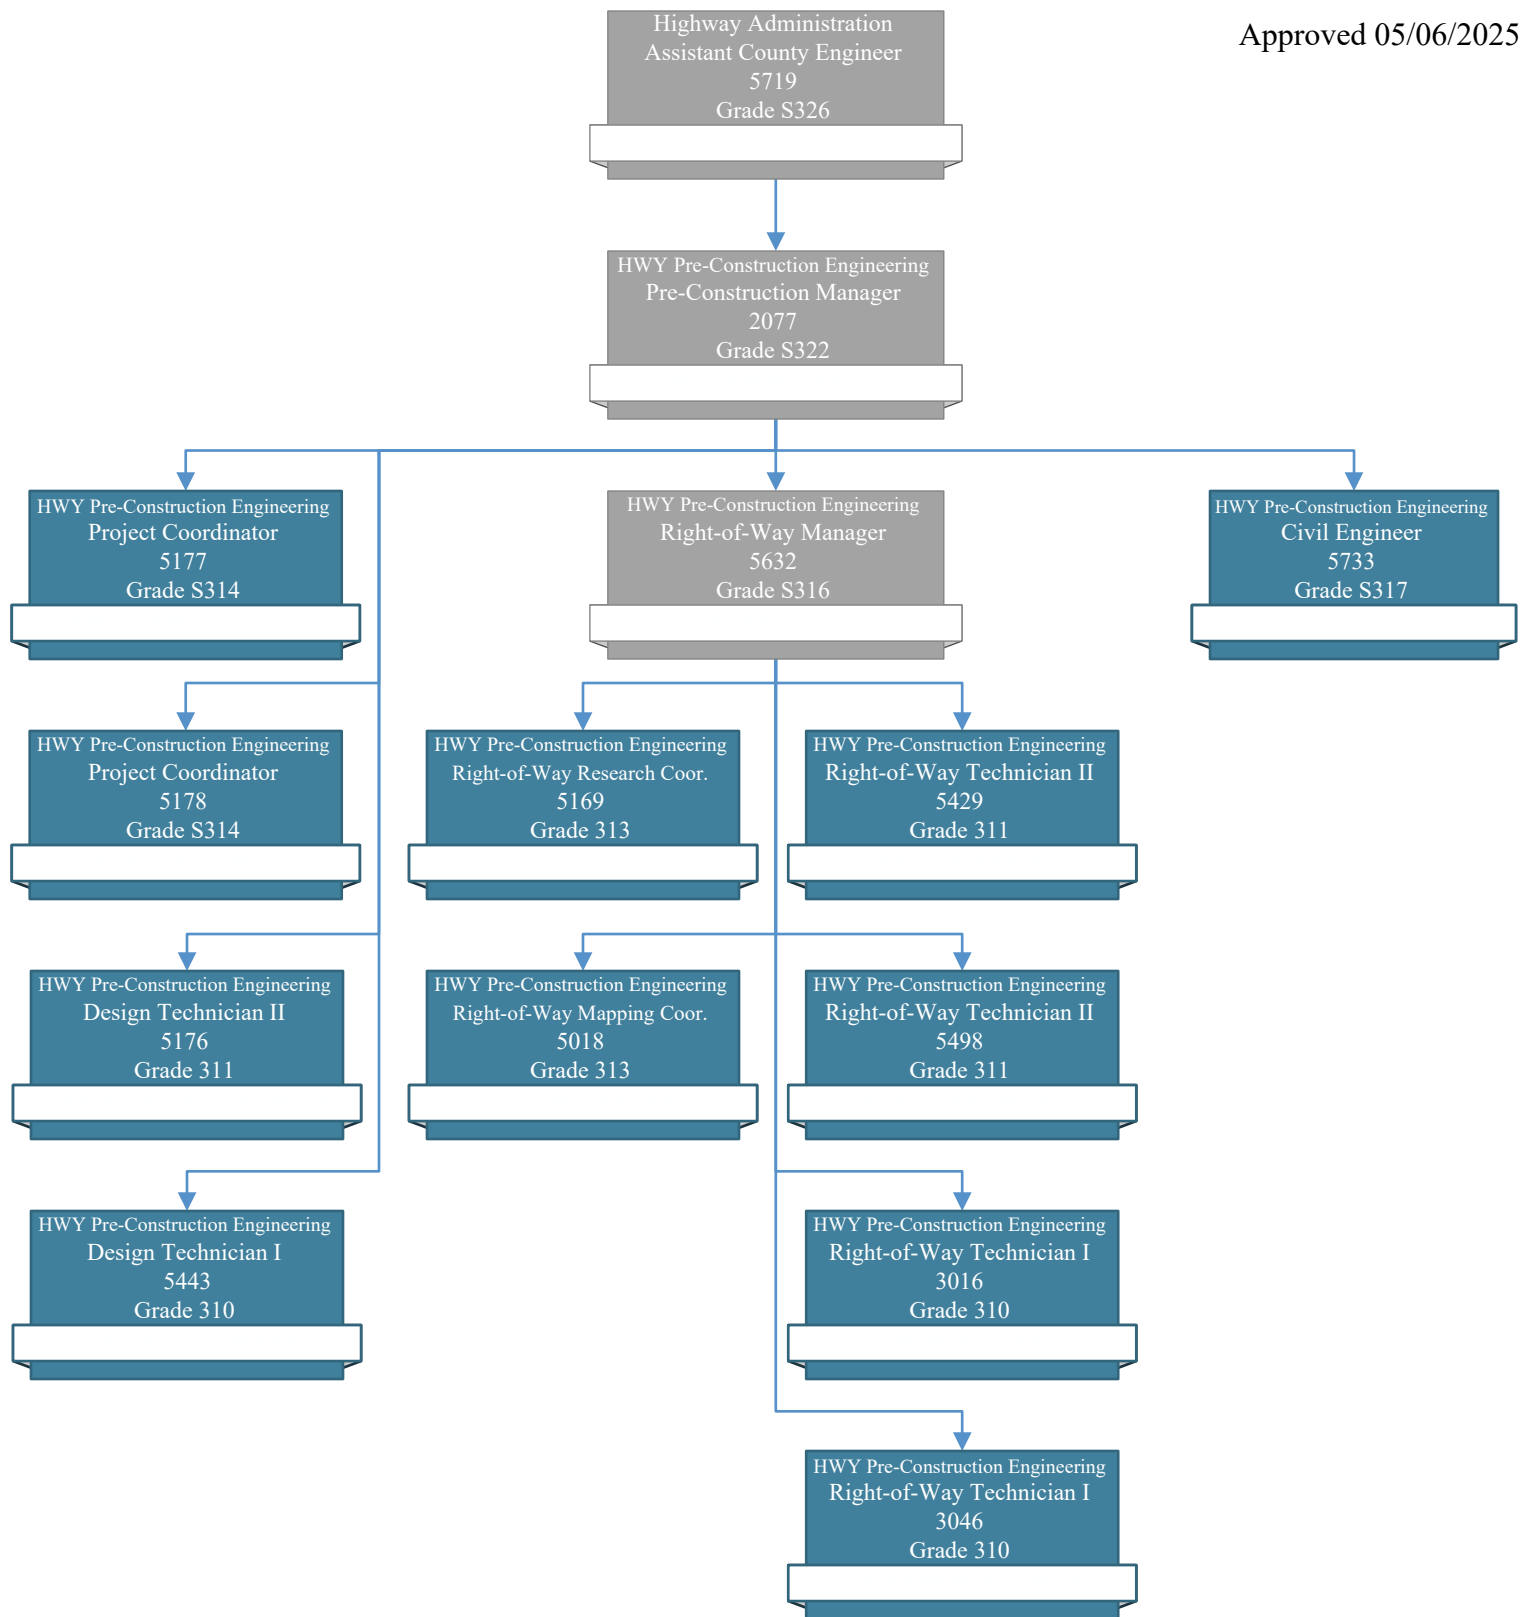 Approved 05/06/2025
Highway Administration
Assistant County Engineer
5719
Grade S326
HWY Pre-Construction Engineering
Pre-Construction Manager
2077
Grade S322
HWY Pre-Construction Engineering
Project Coordinator
5177
Grade S314
HWY Pre-Construction Engineering
Right-of-Way Manager
5632
Grade S316
HWY Pre-Construction Engineering
Civil Engineer
5733
Grade S317
HWY Pre-Construction Engineering
Project Coordinator
5178
Grade S314
HWY Pre-Construction Engineering
Right-of-Way Research Coor.
5169
Grade 313
HWY Pre-Construction Engineering
Right-of-Way Technician II
5429
Grade 311
HWY Pre-Construction Engineering
Design Technician II
5176
Grade 311
HWY Pre-Construction Engineering
Right-of-Way Mapping Coor.
5018
Grade 313
HWY Pre-Construction Engineering
Right-of-Way Technician II
5498
Grade 311
HWY Pre-Construction Engineering
Design Technician I
5443
Grade 310
HWY Pre-Construction Engineering
Right-of-Way Technician I
3016
Grade 310
HWY Pre-Construction Engineering
Right-of-Way Technician I
3046
Grade 310